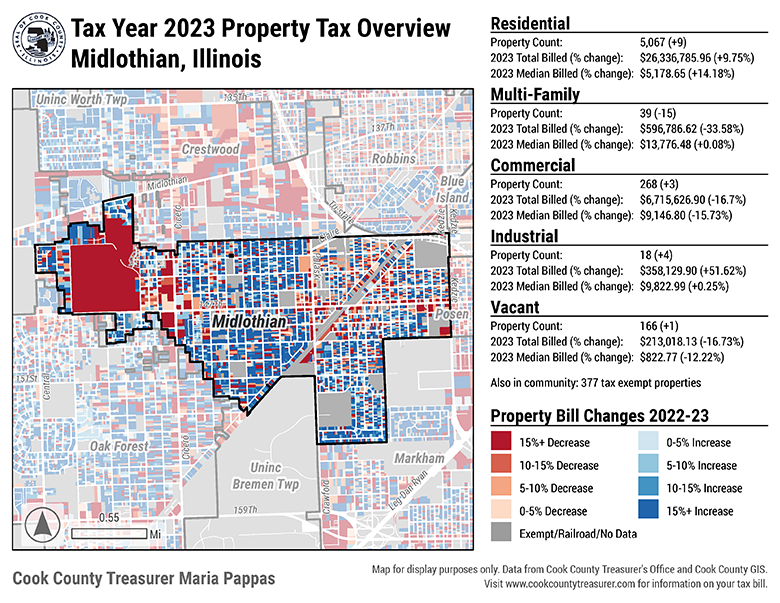 Tax Year 2023 Property Tax Overview
Midlothian, Illinois
Residential
Property Count: 5,067 (+9)
2023 Total Billed (% change): $26,336,785.96 (+9.75%)
2023 Median Billed (% change): $5,178.65 (+14.18%)
Multi-Family
Property Count: 39 (-15)
2023 Total Billed (% change): $596,786.62 (-33.58%)
2023 Median Billed (% change): $13,776.48 (+0.08%)
Commercial
Property Count: 268 (+3)
2023 Total Billed (% change): $6,715,626.90 (-16.7%)
2023 Median Billed (% change): $9,146.80 (-15.73%)
Industrial
Property Count: 18 (+4)
2023 Total Billed (% change): $358,129.90 (+51.62%)
2023 Median Billed (% change): $9,822.99 (+0.25%)
Vacant
Property Count: 166 (+1)
2023 Total Billed (% change): $213,018.13 (-16.73%)
2023 Median Billed (% change): $822.77 (-12.22%)
Also in community: 377 tax exempt properties
Property Bill Changes 2022-23
15%+ Decrease
10-15% Decrease
5-10% Decrease
0-5% Decrease
0-5% Increase
5-10% Increase
10-15% Increase
15%+ Increase
Exempt/Railroad/No Data
Uninc Worth Twp
135Th
137Th
Crestwood
Robbins
Midlothian
Cicero
Blue
Island
Kedzie
Midlothian
Posen
151St
Central
Oak Forest
Cicero
Uninc
Bremen Twp
Markham
Crawford
Leg Dan Ryan
159Th
0.55
Mi
Cook County Treasurer Maria Pappas
Map for display purposes only. Data from Cook County Treasurer's Office and Cook County GIS.
Visit www.cookcountytreasurer.com for information on your tax bill.